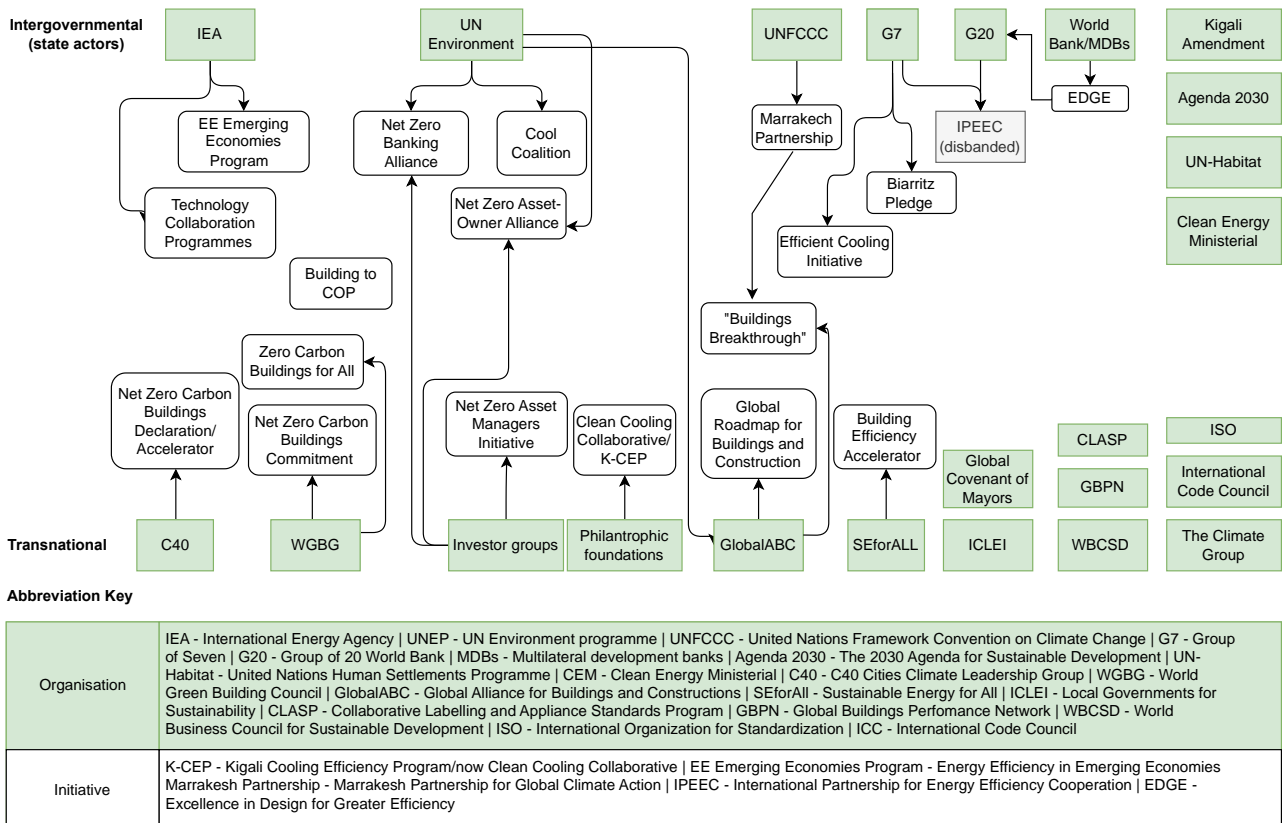 Intergovernmental
(state actors)
IEA
UN
Environment
UNFCCC
G7
G20
World
Bank/MDBs
Kigali
Amendment
EDGE
Agenda 2030
EE Emerging
Economies
Program
Net Zero
Banking
Alliance
Cool
Coalition
Marrakech
Partnership
IPEEC
(disbanded)
UN-Habitat
Biarritz
Pledge
Technology
Collaboration
Programmes
Net Zero Asset-
Owner Alliance
Efficient Cooling
Initiative
Clean Energy
Ministerial
Building to
COP
"Buildings
Breakthrough"
Zero Carbon
Buildings for All
Net Zero Carbon
Buildings
Declaration/
Accelerator
Net Zero Carbon
Buildings
Commitment
Net Zero Asset
Managers
Initiative
Clean Cooling
Collaborative/
K-CEP
Global
Roadmap for
Buildings and
Construction
Building
Efficiency
Accelerator
Global
Covenant of
Mayors
CLASP
GBPN
ISO
International
Code Council
Transnational
C40
WGBG
Investor groups
Philantrophic
foundations
GlobalABC
SEforALL
ICLEI
WBCSD
The Climate
Group
Abbreviation Key
Organisation
IEA - International Energy Agency | UNEP - UN Environment programme | UNFCCC - United Nations Framework Convention on Climate Change | G7 - Group
of Seven | G20 - Group of 20 World Bank | MDBs - Multilateral development banks | Agenda 2030 - The 2030 Agenda for Sustainable Development | UN-
Habitat - United Nations Human Settlements Programme | CEM - Clean Energy Ministerial | C40 - C40 Cities Climate Leadership Group | WGBG - World
Green Building Council | GlobalABC - Global Alliance for Buildings and Constructions | SEforAll - Sustainable Energy for All | ICLEI - Local Governments for
Sustainability | CLASP - Collaborative Labelling and Appliance Standards Program | GBPN - Global Buildings Perfomance Network | WBCSD - World
Business Council for Sustainable Development | ISO - International Organization for Standardization | ICC - International Code Council
Initiative
K-CEP - Kigali Cooling Efficiency Program/now Clean Cooling Collaborative | EE Emerging Economies Program - Energy Efficiency in Emerging Economies
Marrakesh Partnership - Marrakesh Partnership for Global Climate Action | IPEEC - International Partnership for Energy Efficiency Cooperation | EDGE -
Excellence in Design for Greater Efficiency